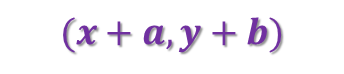 (x + a, y + b)